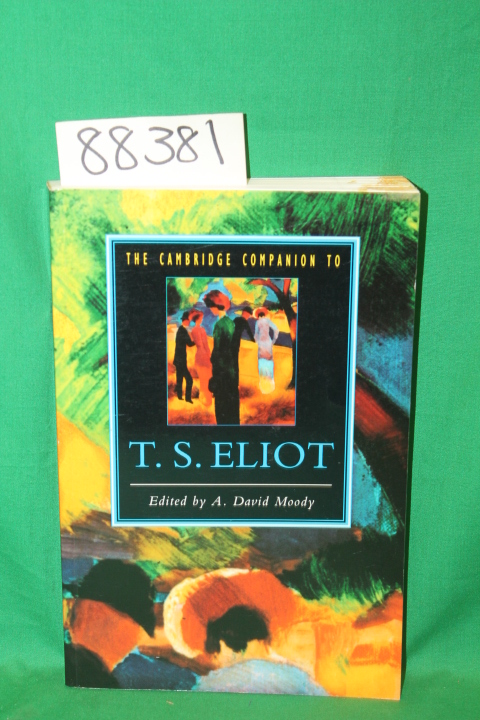 88381
THE CAMBRIDGE COMPANION TO
T. S. ELIOT
Edited by A. David Moody